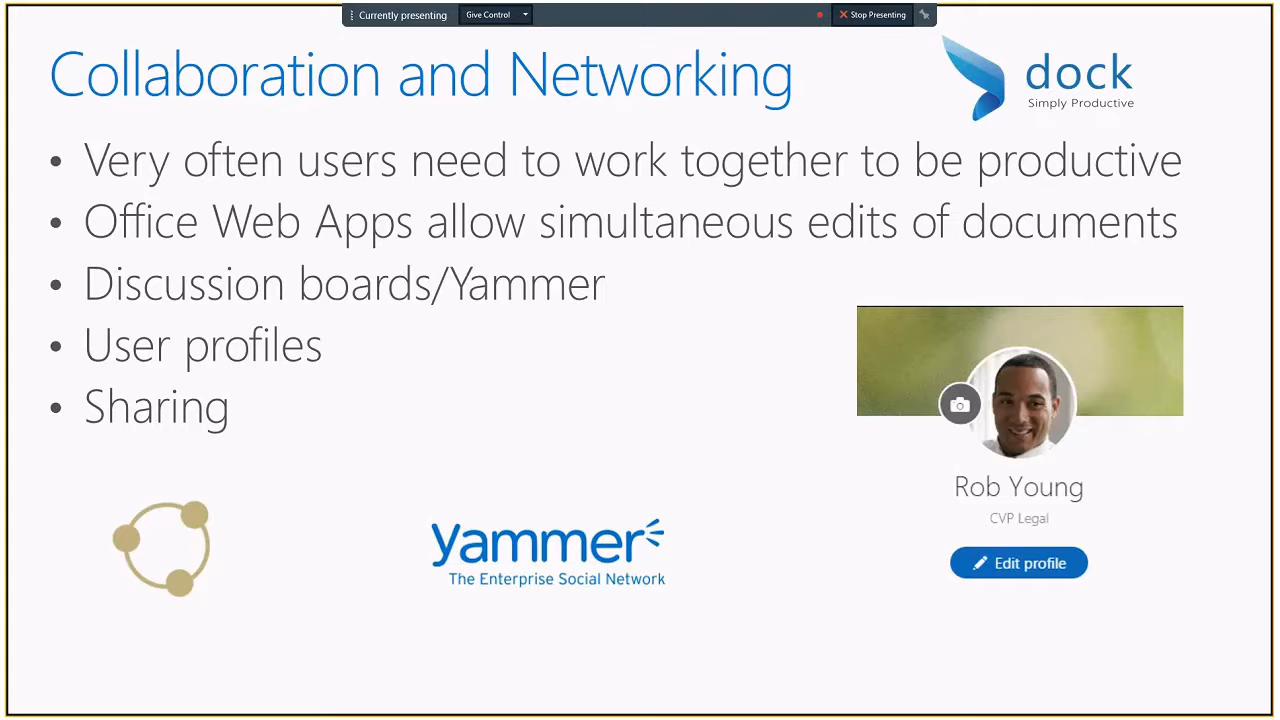 Currently presenting Give Control Stop Presenting
Collaboration and Networking
dock
Simply Productive
• Very often users need to work together to be productive
• Office Web Apps allow simultaneous edits of documents
• Discussion boards/Yammer
• User profiles
• Sharing
yammer
The Enterprise Social Network
Rob Young
CVP Legal
Edit profile